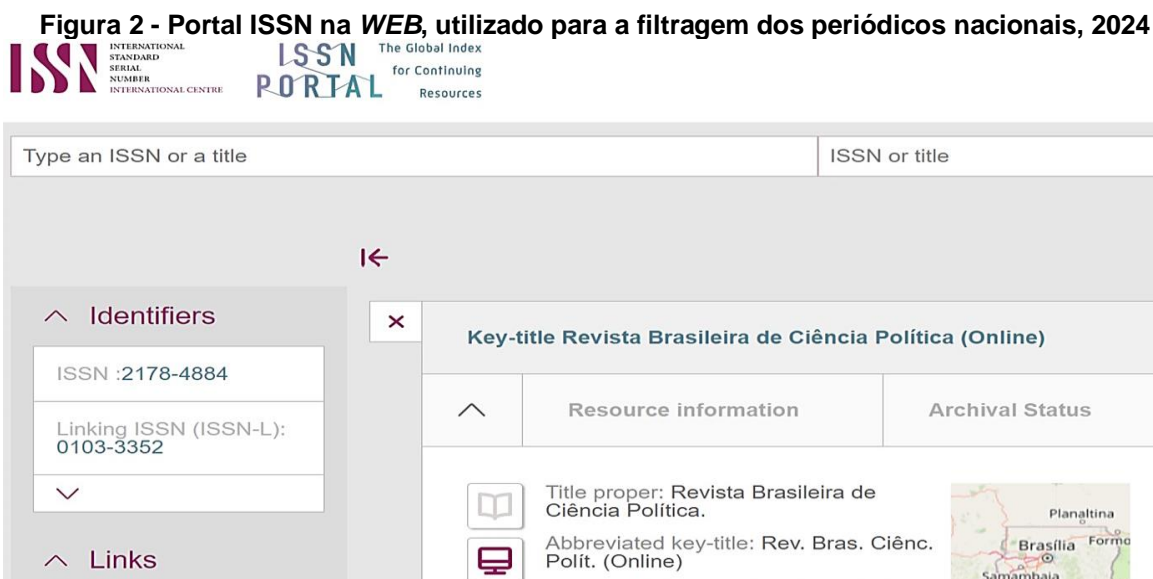 Figura 2 - Portal ISSN na WEB, utilizado para a filtragem dos periódicos nacionais, 2024
ISSN
INTERNATIONAL
STANDARD
SERIAL
NUMBER
INTERNATIONAL CENTRE
ISSN
PORTAL
The Global Index
for Continuing
Resources
Type an ISSN or a title
ISSN or title
Identifiers
ISSN :2178-4884
Linking ISSN (ISSN-L):
0103-3352
Links
Key-title Revista Brasileira de Ciência Política (Online)
Resource information
Archival Status
Title proper: Revista Brasileira de
Ciência Política.
Abbreviated key-title: Rev. Bras. Ciênc.
Polít. (Online)
Planaltina
Brasília
Formo
Samambaia